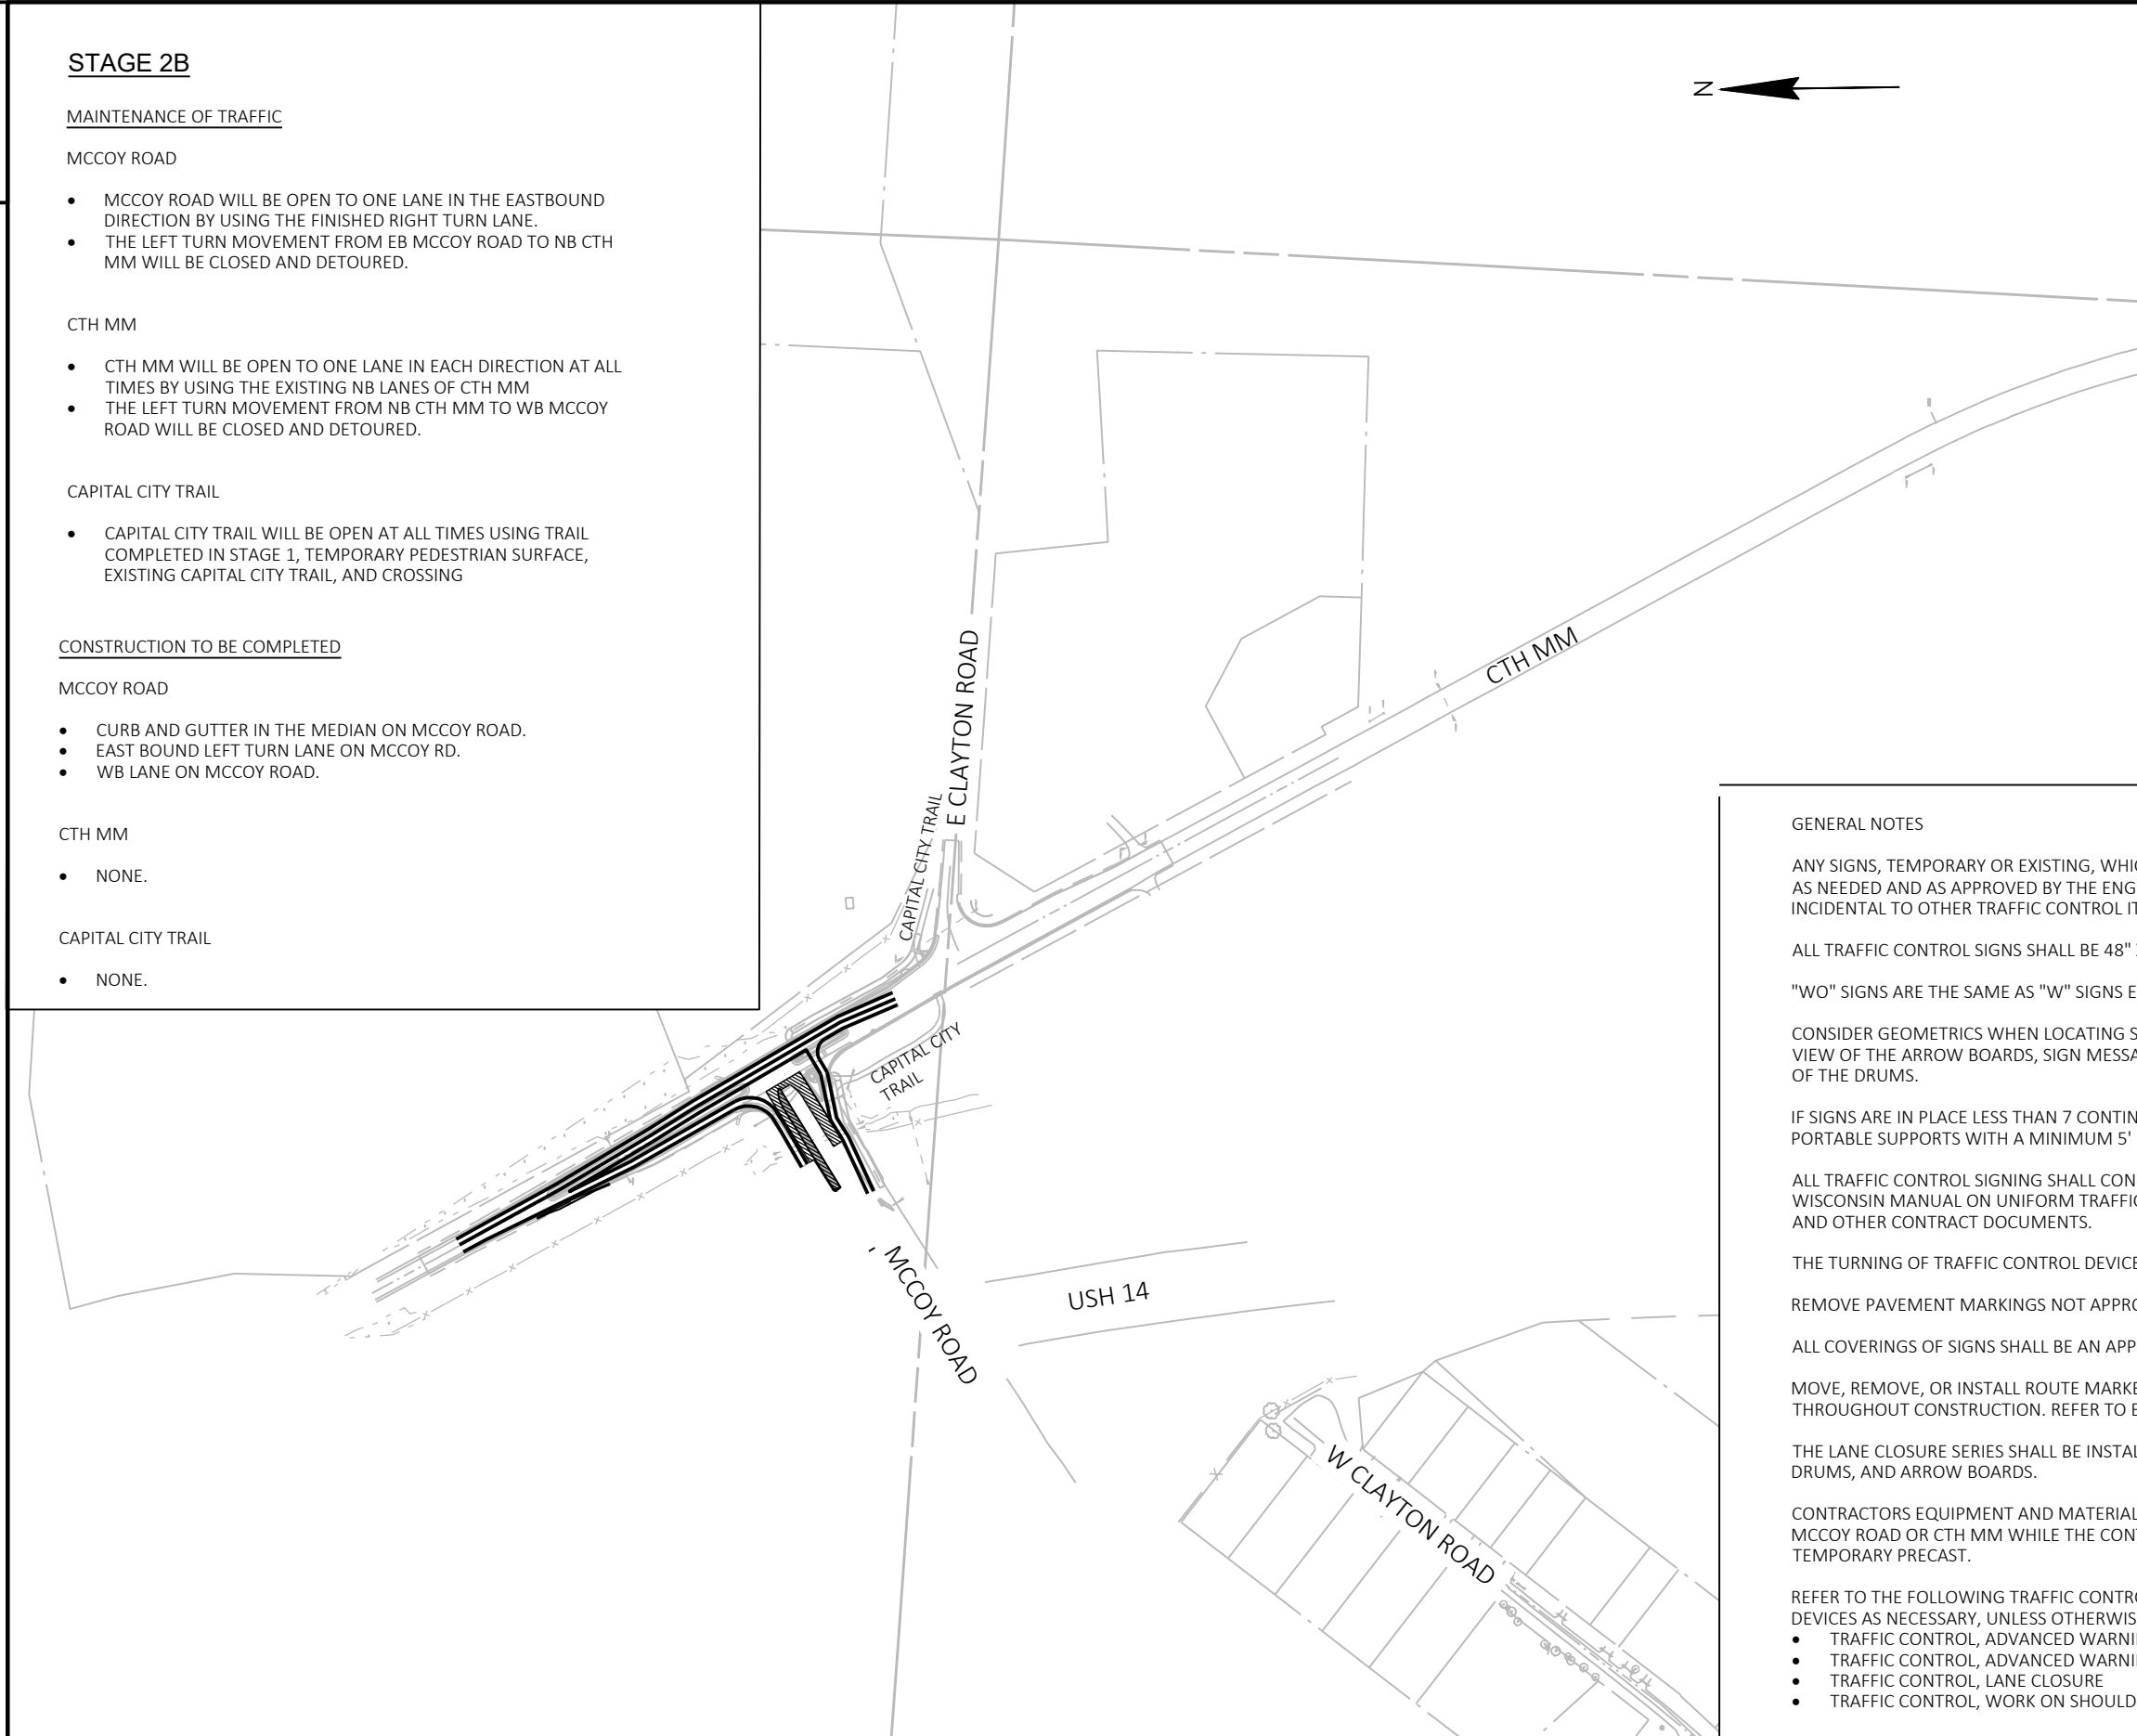 STAGE 2B
MAINTENANCE OF TRAFFIC
MCCOY ROAD
• MCCOY ROAD WILL BE OPEN TO ONE LANE IN THE EASTBOUND
DIRECTION BY USING THE FINISHED RIGHT TURN LANE.
• THE LEFT TURN MOVEMENT FROM EB MCCOY ROAD TO NB CTH
MM WILL BE CLOSED AND DETOURED.
CTH MM
• CTH MM WILL BE OPEN TO ONE LANE IN EACH DIRECTION AT ALL
TIMES BY USING THE EXISTING NB LANES OF CTH MM
• THE LEFT TURN MOVEMENT FROM NB CTH MM TO WB MCCOY
ROAD WILL BE CLOSED AND DETOURED.
CAPITAL CITY TRAIL
• CAPITAL CITY TRAIL WILL BE OPEN AT ALL TIMES USING TRAIL
COMPLETED IN STAGE 1, TEMPORARY PEDESTRIAN SURFACE,
EXISTING CAPITAL CITY TRAIL, AND CROSSING
CONSTRUCTION TO BE COMPLETED
MCCOY ROAD
• CURB AND GUTTER IN THE MEDIAN ON MCCOY ROAD.
• EAST BOUND LEFT TURN LANE ON MCCOY RD.
• WB LANE ON MCCOY ROAD.
CTH MM
• NONE.
CAPITAL CITY TRAIL
• NONE.
N
E CLAYTON ROAD
CTH MM
CAPITAL CITY TRAIL
CAPITAL CITY
TRAIL
MCCOY ROAD
USH 14
W CLAYTON ROAD
GENERAL NOTES
ANY SIGNS, TEMPORARY OR EXISTING,
AS NEEDED AND AS APPROVED BY THE
INCIDENTAL TO OTHER TRAFFIC CONTROL
ALL TRAFFIC CONTROL SIGNS SHALL BE 48"
"WO" SIGNS ARE THE SAME AS "W" SIGNS
CONSIDER GEOMETRICS WHEN LOCATING
VIEW OF THE ARROW BOARDS, SIGN
OF THE DRUMS.
IF SIGNS ARE IN PLACE LESS THAN 7
PORTABLE SUPPORTS WITH A MINIMUM 5'
ALL TRAFFIC CONTROL SIGNING SHALL
WISCONSIN MANUAL ON UNIFORM
AND OTHER CONTRACT DOCUMENTS.
THE TURNING OF TRAFFIC CONTROL
REMOVE PAVEMENT MARKINGS NOT
ALL COVERINGS OF SIGNS SHALL BE AN
MOVE, REMOVE, OR INSTALL ROUTE
THROUGHOUT CONSTRUCTION. REFER TO
THE LANE CLOSURE SERIES SHALL BE
DRUMS, AND ARROW BOARDS.
CONTRACTORS EQUIPMENT AND
MCCOY ROAD OR CTH MM WHILE THE
TEMPORARY PRECAST.
REFER TO THE FOLLOWING TRAFFIC
DEVICES AS NECESSARY, UNLESS
• TRAFFIC CONTROL, ADVANCED
• TRAFFIC CONTROL, ADVANCED
• TRAFFIC CONTROL, LANE CLOSURE
• TRAFFIC CONTROL, WORK ON